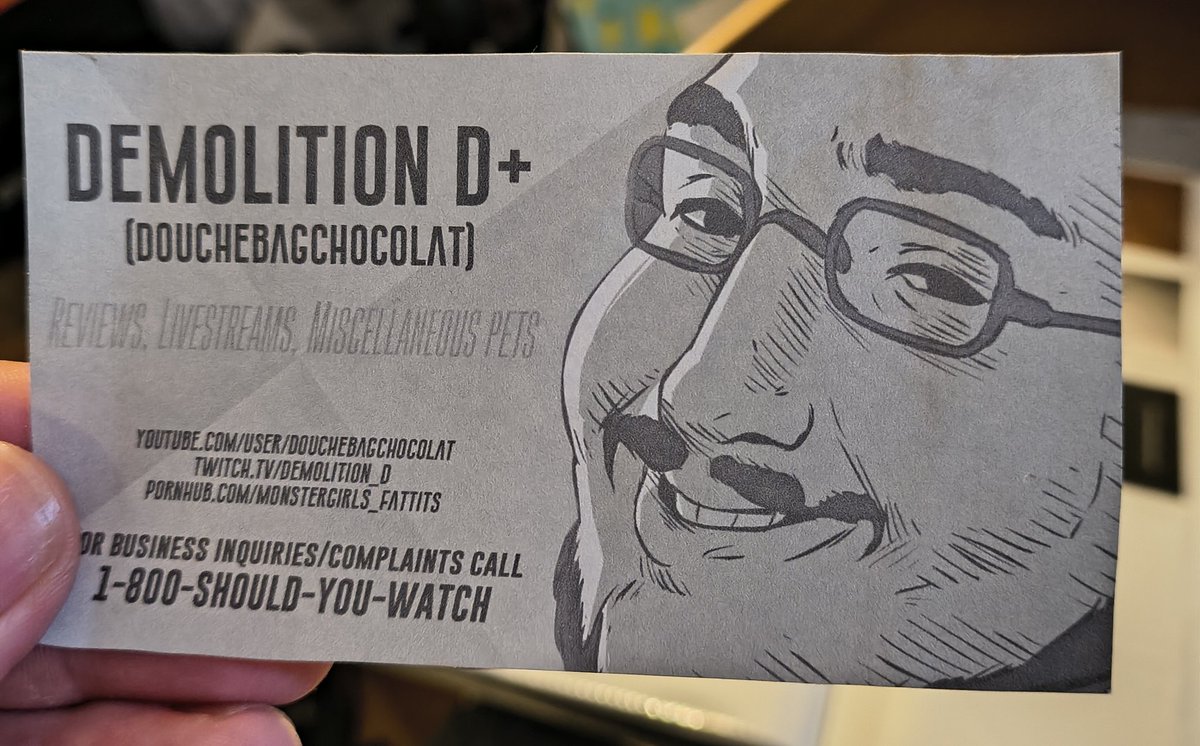 DEMOLITION D+
(DOUCHEBAGCHOCOLAT)
REVIEWS, LIVESTREAMS, MISCELLANEOUS PETS
YOUTUBE.COM/USER/DOUCHEBAGCHOCOLAT
TWITCH.TV/DEMOLITION_D
PORNHUB.COM/MONSTERGIRLS_FATTITS
OR BUSINESS INQUIRIES/COMPLAINTS CALL
1-800-SHOULD-YOU-WATCH